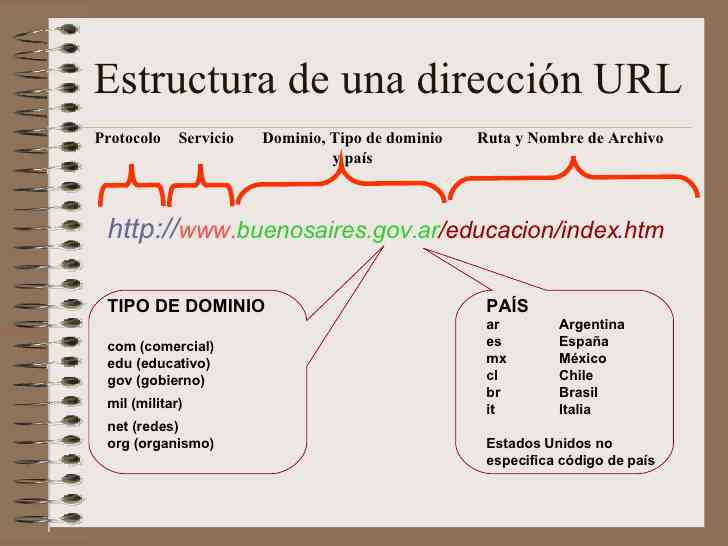 Estructura de una dirección URL
Protocolo Servicio Dominio, Tipo de dominio Ruta y Nombre de Archivo
y país
http://www.buenosaires.gov.ar/educacion/index.htm
TIPO DE DOMINIO
com (comercial)
edu (educativo)
gov (gobierno)
mil (militar)
net (redes)
org (organismo)
PAÍS
ar Argentina
es España
mx México
cl Chile
br Brasil
it Italia
Estados Unidos no
especifica código de país